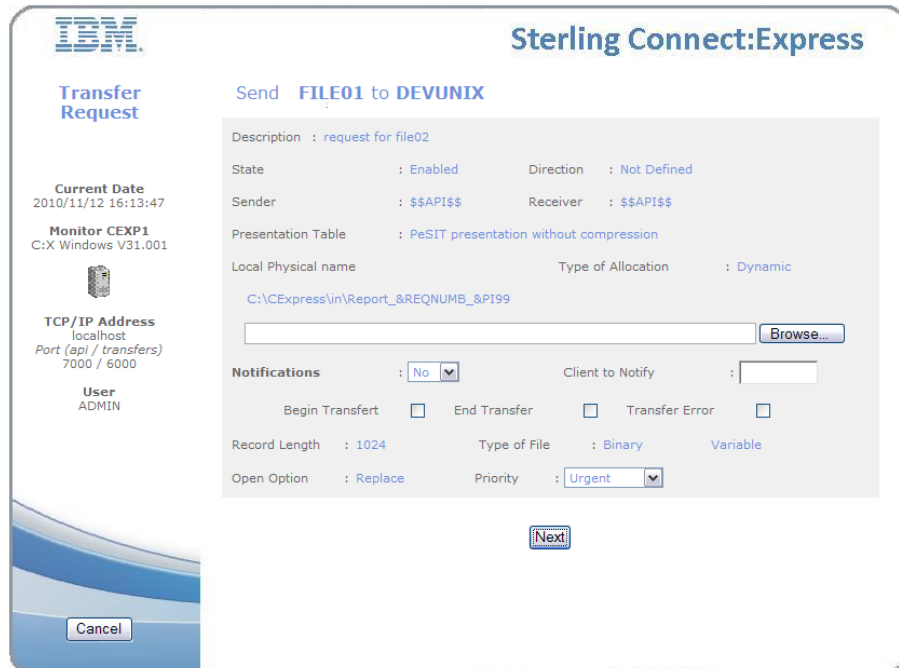 IBM.
Sterling Connect:Express
Transfer
Request
Send FILE01 to DEVUNIX
Current Date
2010/11/12 16:13:47
Monitor CEXP1
C:X Windows V31.001
TCP/IP Address
localhost
Port (api / transfers)
7000 / 6000
User
ADMIN
Description : request for file02
State : Enabled Direction : Not Defined
Sender : $$API$$ Receiver : $$API$$
Presentation Table : PeSIT presentation without compression
Local Physical name Type of Allocation : Dynamic
C:\CExpress\in\Report_&REQNUMB_&PI99
Browse...
Notifications : No Client to Notify :
Begin Transfert End Transfer Transfer Error
Record Length : 1024 Type of File : Binary Variable
Open Option : Replace Priority : Urgent
Next
Cancel